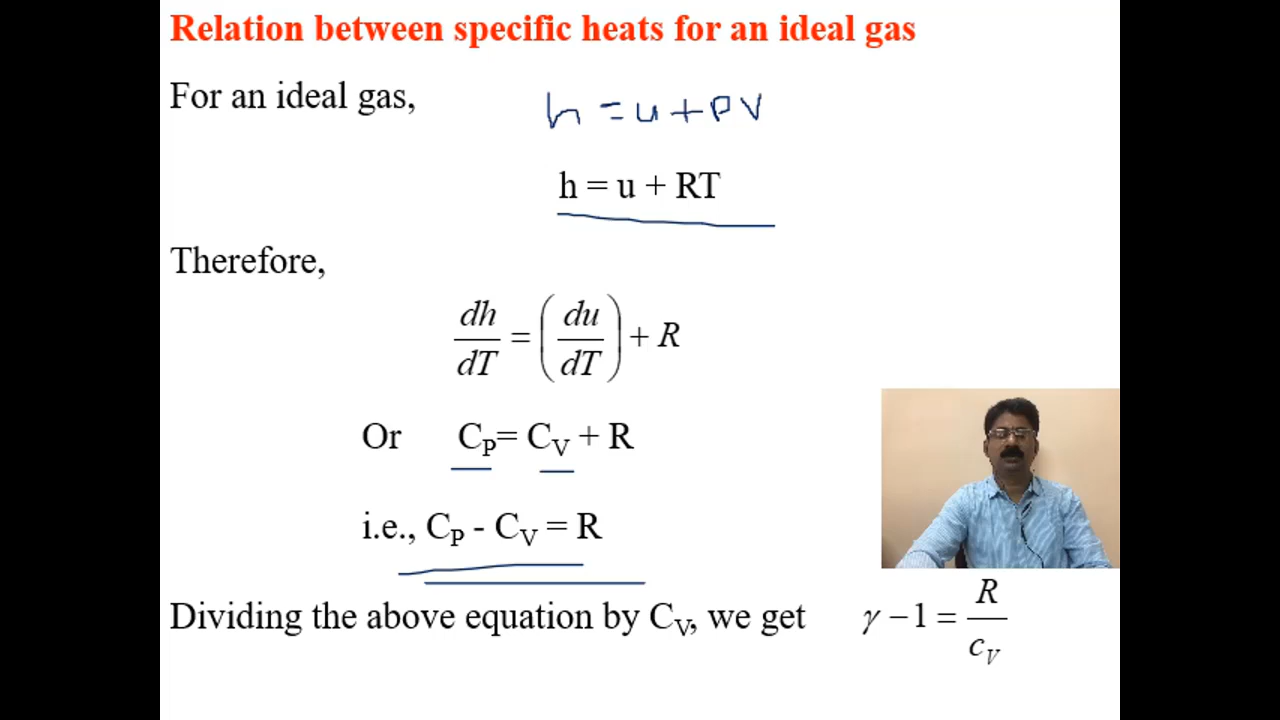 Relation between specific heats for an ideal gas
For an ideal gas,
h = u + PV
h = u + RT
Therefore,
dh/dT = (du/dT) + R
Or C_P = C_V + R
i.e., C_P - C_V = R
Dividing the above equation by C_V, we get γ − 1 = R/c_V